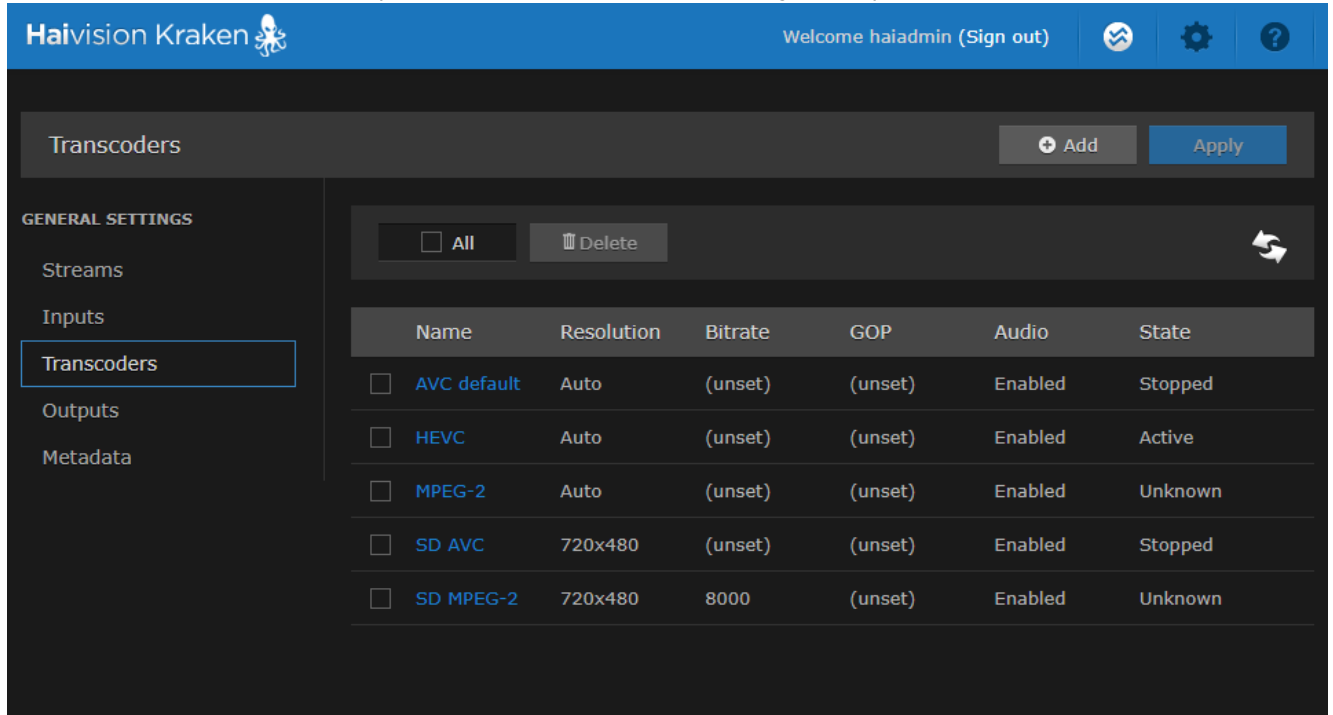 Haivision Kraken
Welcome haiadmin (Sign out)
?
Transcoders
Add
Apply
GENERAL SETTINGS
Streams
Inputs
Transcoders
Outputs
Metadata
All
Delete
Name Resolution Bitrate GOP Audio State
AVC default Auto (unset) (unset) Enabled Stopped
HEVC Auto (unset) (unset) Enabled Active
MPEG-2 Auto (unset) (unset) Enabled Unknown
SD AVC 720x480 (unset) (unset) Enabled Stopped
SD MPEG-2 720x480 8000 (unset) Enabled Unknown